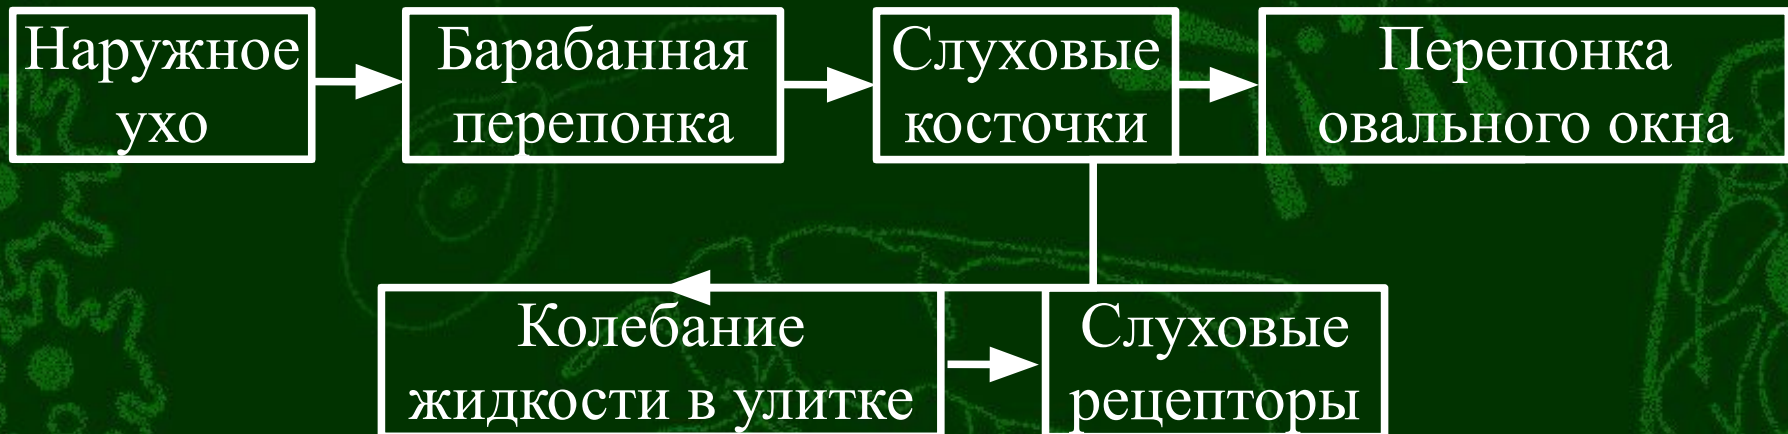 Наружное
ухо
Барабанная
перепонка
Слуховые
косточки
Перепонка
овального окна
Колебание
жидкости в улитке
Слуховые
рецепторы